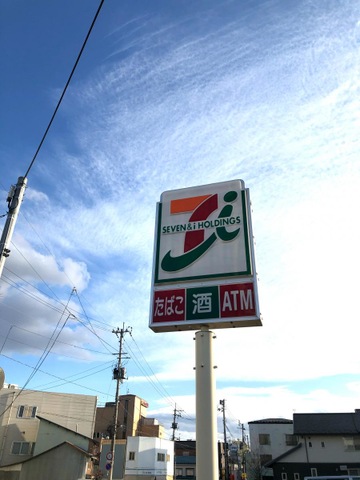 SEVEN & i HOLDINGS
たばこ 酒 ATM